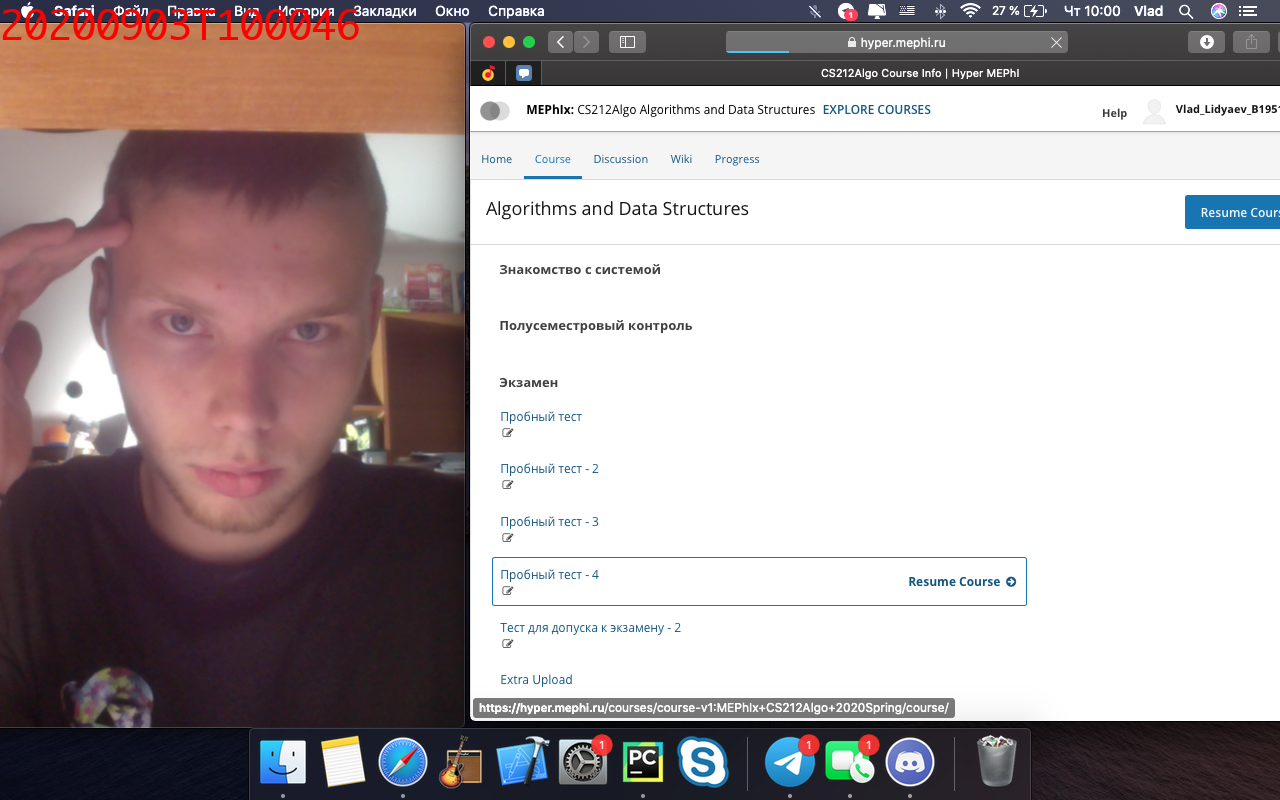 Safari Файл Правка Вид История Закладки Окно Справка 27 % Чт 10:00 Vlad
20200903T100046
1
hyper.mephi.ru
CS212Algo Course Info | Hyper MEPhI
MEPhIx: CS212Algo Algorithms and Data Structures EXPLORE COURSES Help Vlad_Lidyaev_B1951
Home Course Discussion Wiki Progress
Algorithms and Data Structures
Resume Cours
Знакомство с системой
Полусеместровый контроль
Экзамен
Пробный тест
Пробный тест - 2
Пробный тест - 3
Пробный тест - 4 Resume Course
Тест для допуска к экзамену - 2
Extra Upload
https://hyper.mephi.ru/courses/course-v1:MEPhIx+CS212Algo+2020Spring/course/
1 1 1
PC